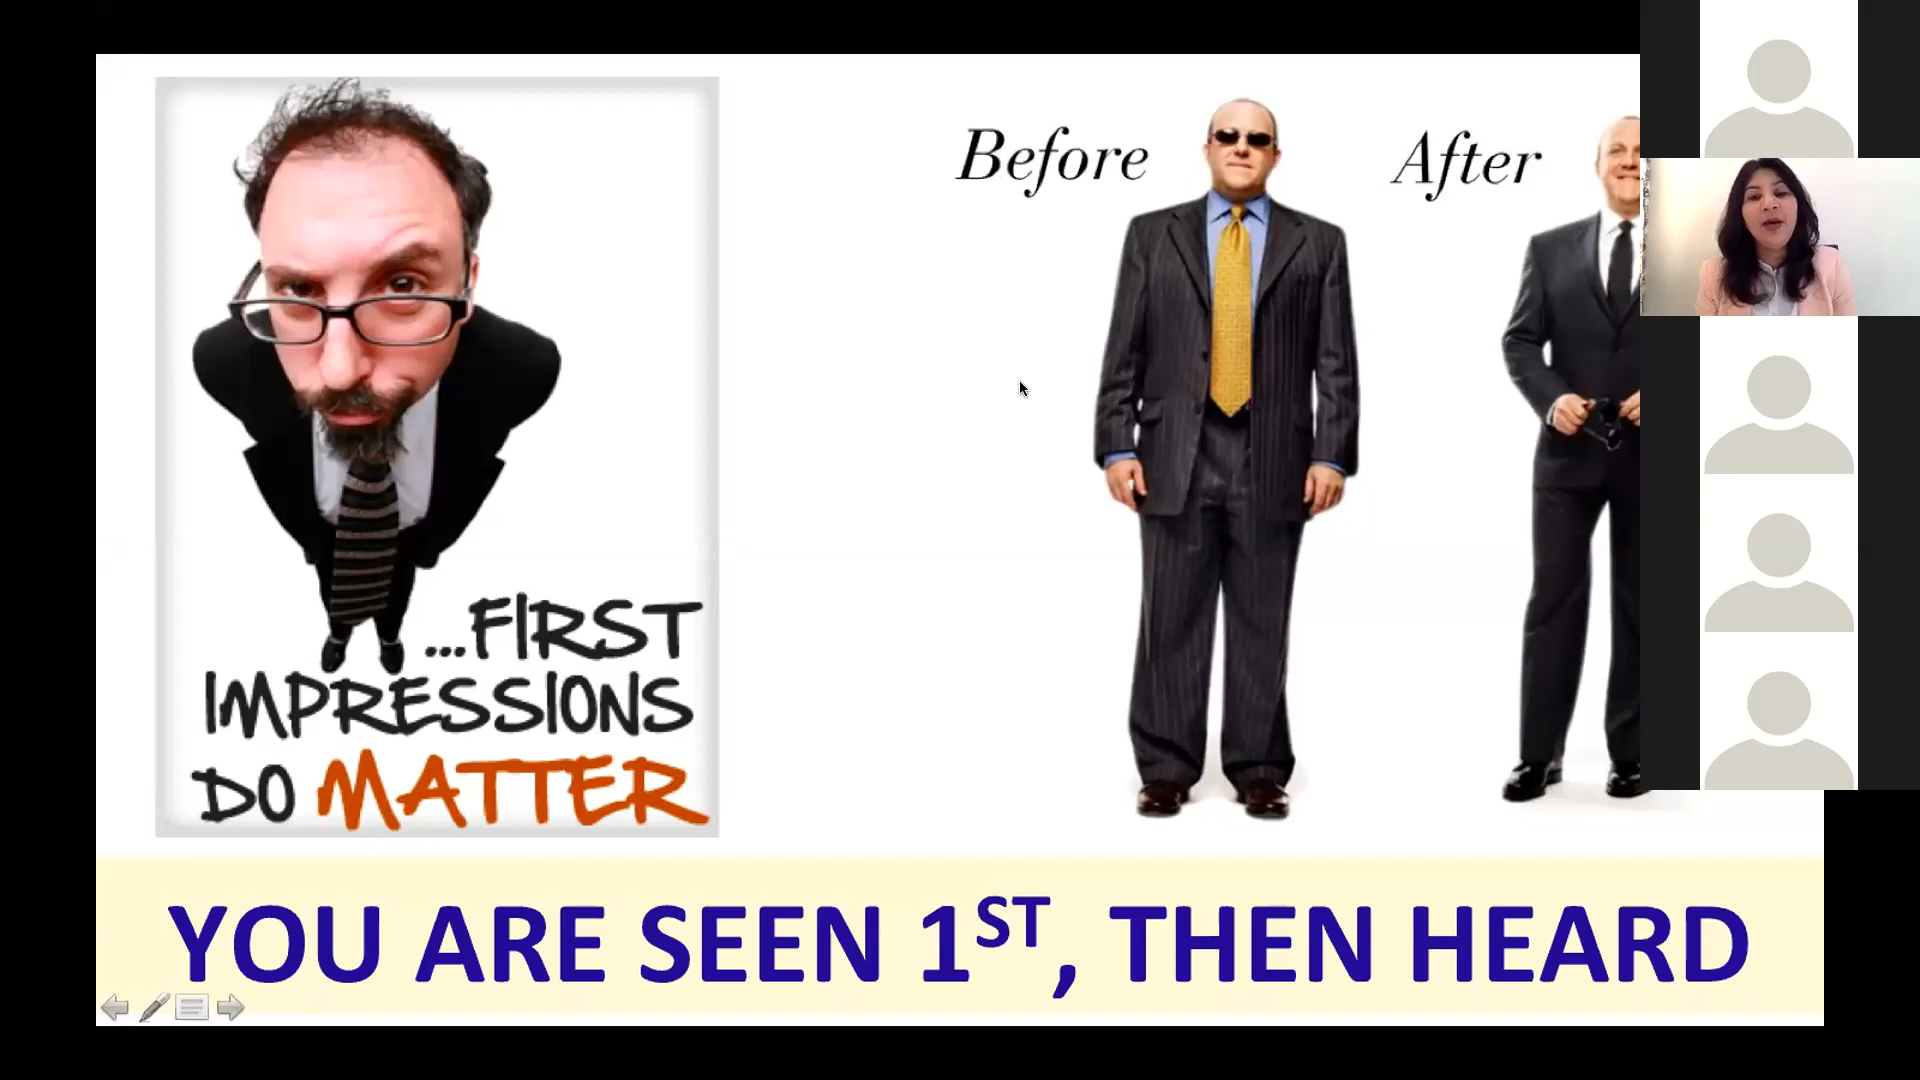 ...FIRST
IMPRESSIONS
DO MATTER
Before
After
YOU ARE SEEN 1ST, THEN HEARD